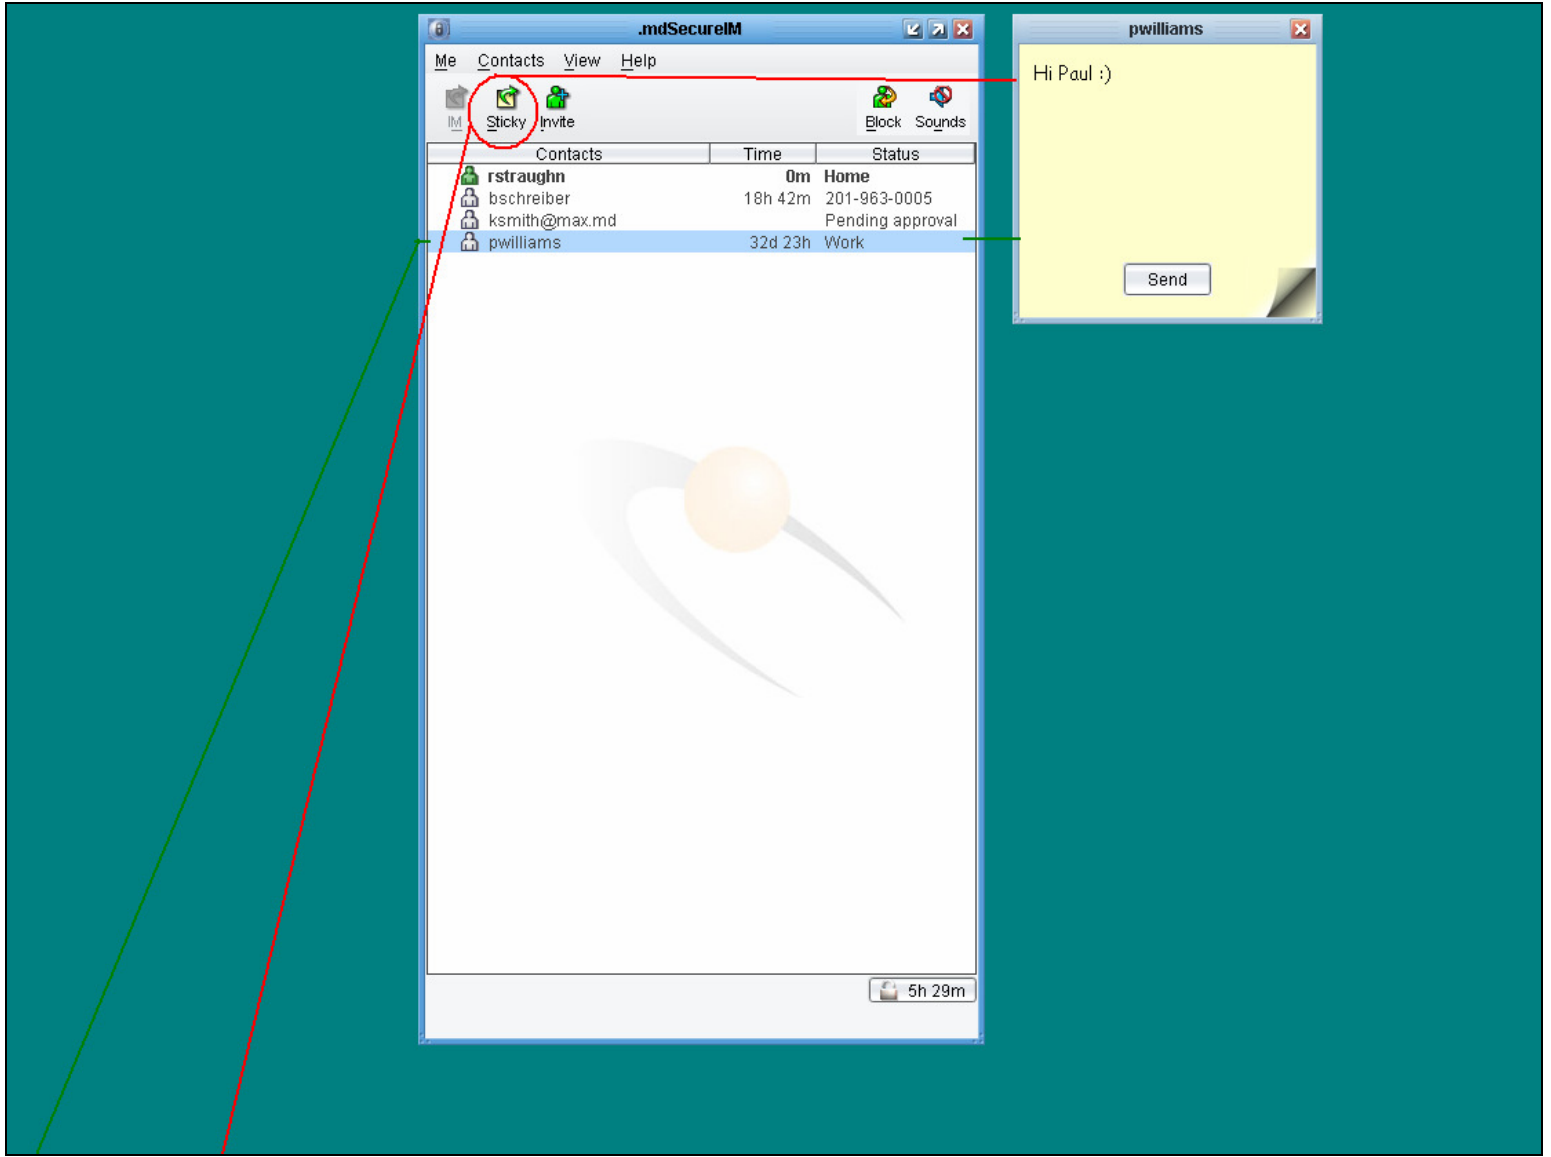 .mdSecureIM
Me Contacts View Help
IM Sticky Invite Block Sounds
Contacts Time Status
rstraughn 0m Home
bschreiber 18h 42m 201-963-0005
ksmith@max.md Pending approval
pwilliams 32d 23h Work
5h 29m
pwilliams
Hi Paul :)
Send